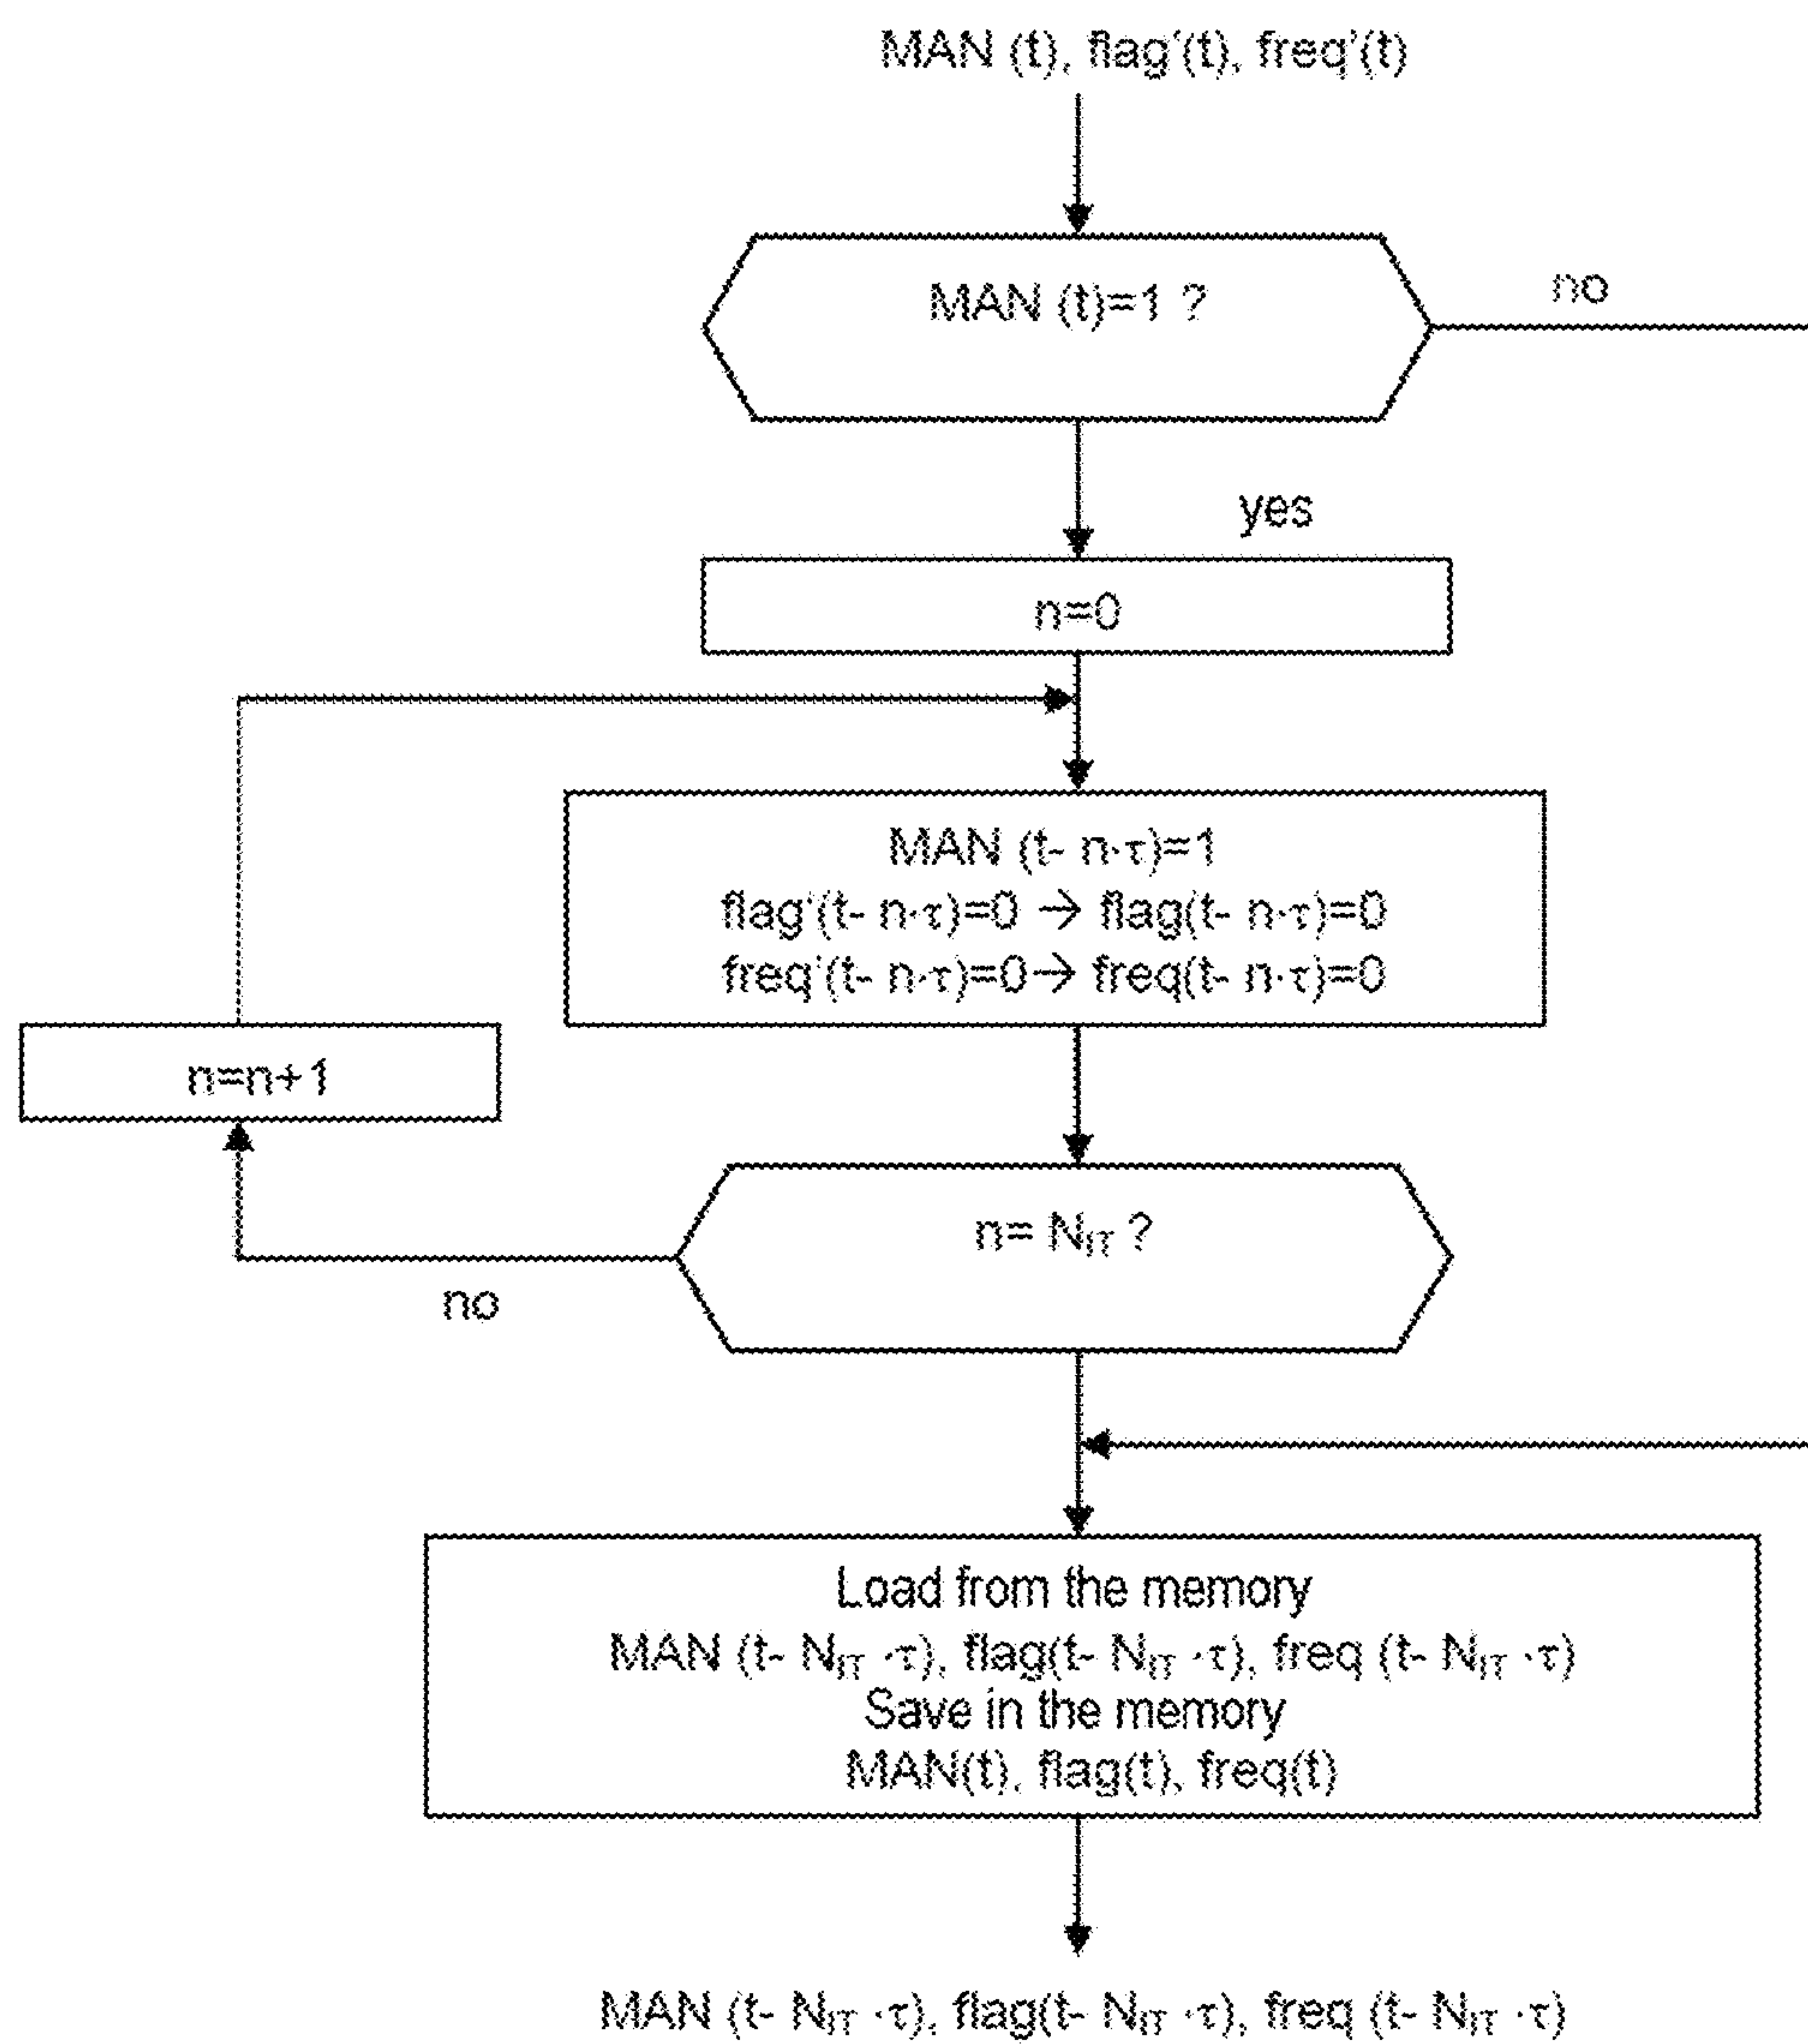 MAN (t), flag'(t), freq'(t)
MAN (t)=1 ?
no
yes
n=0
MAN (t- n·τ)=1
flag'(t- n·τ)=0 → flag(t- n·τ)=0
freq'(t- n·τ)=0→ freq(t- n·τ)=0
n=n+1
n= N_IT ?
no
Load from the memory
MAN (t- N_IT ·τ), flag(t- N_IT ·τ), freq (t- N_IT ·τ)
Save in the memory
MAN(t), flag(t), freq(t)
MAN (t- N_IT ·τ), flag(t- N_IT ·τ), freq (t- N_IT ·τ)